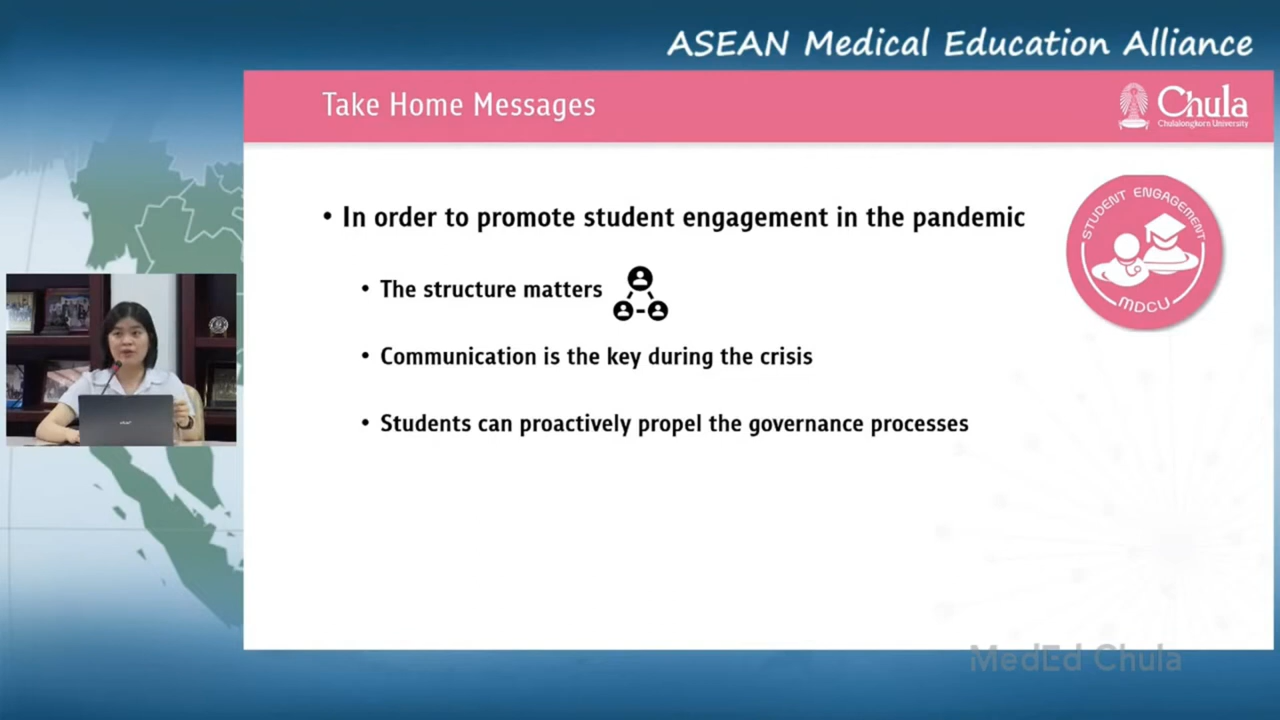 ASEAN Medical Education Alliance
Take Home Messages
Chula
Chulalongkorn University
• In order to promote student engagement in the pandemic
STUDENT ENGAGEMENT
MDCU
• The structure matters
• Communication is the key during the crisis
• Students can proactively propel the governance processes
MedEd Chula